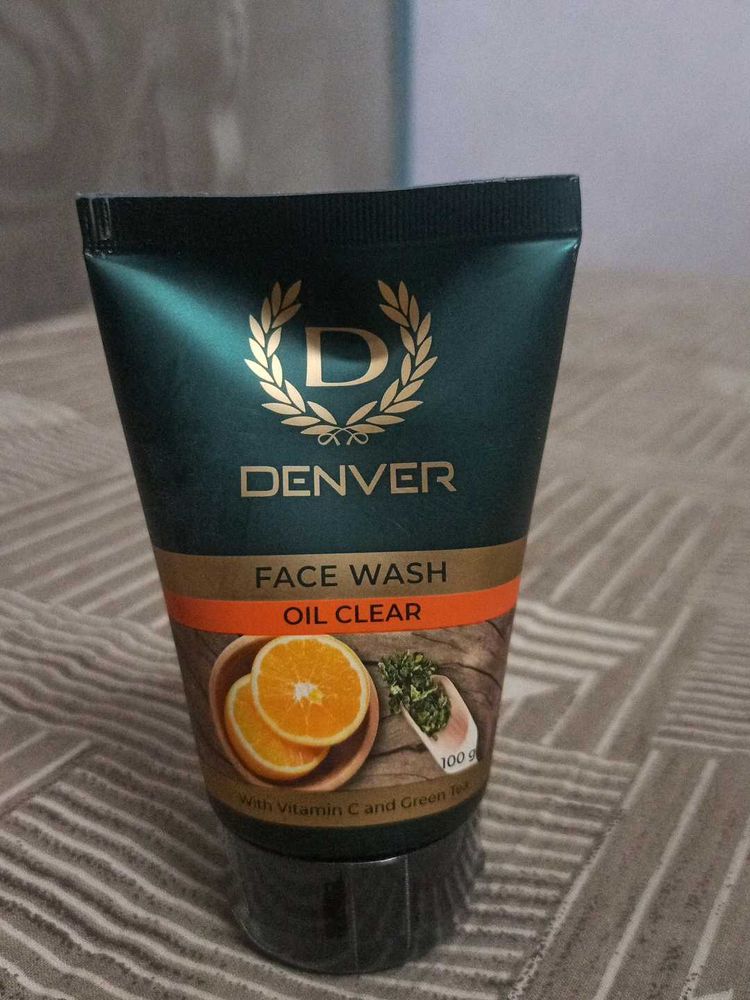 D
DENVER
FACE WASH
OIL CLEAR
100 g
With Vitamin C and Green Tea